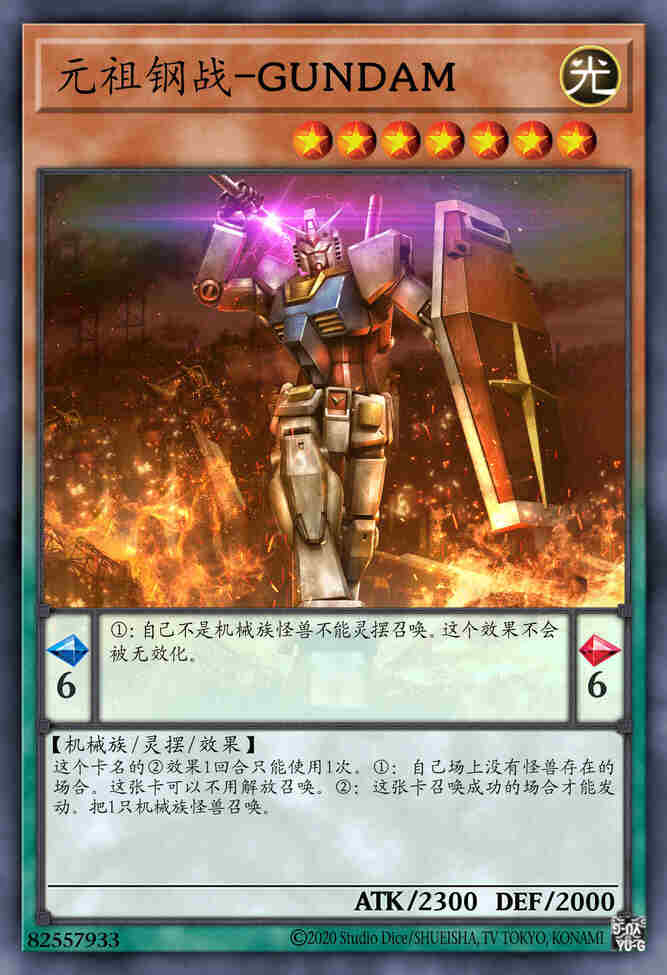 元祖钢战-GUNDAM
光
①：自己不是机械族怪兽不能灵摆召唤。这个效果不会
被无效化。
6
6
【机械族/灵摆/效果】
这个卡名的②效果1回合只能使用1次。①：自己场上没有怪兽存在的
场合。这张卡可以不用解放召唤。②：这张卡召唤成功的场合才能发
动。把1只机械族怪兽召唤。
ATK/2300 DEF/2000
82557933
©2020 Studio Dice/SHUEISHA, TV TOKYO, KONAMI